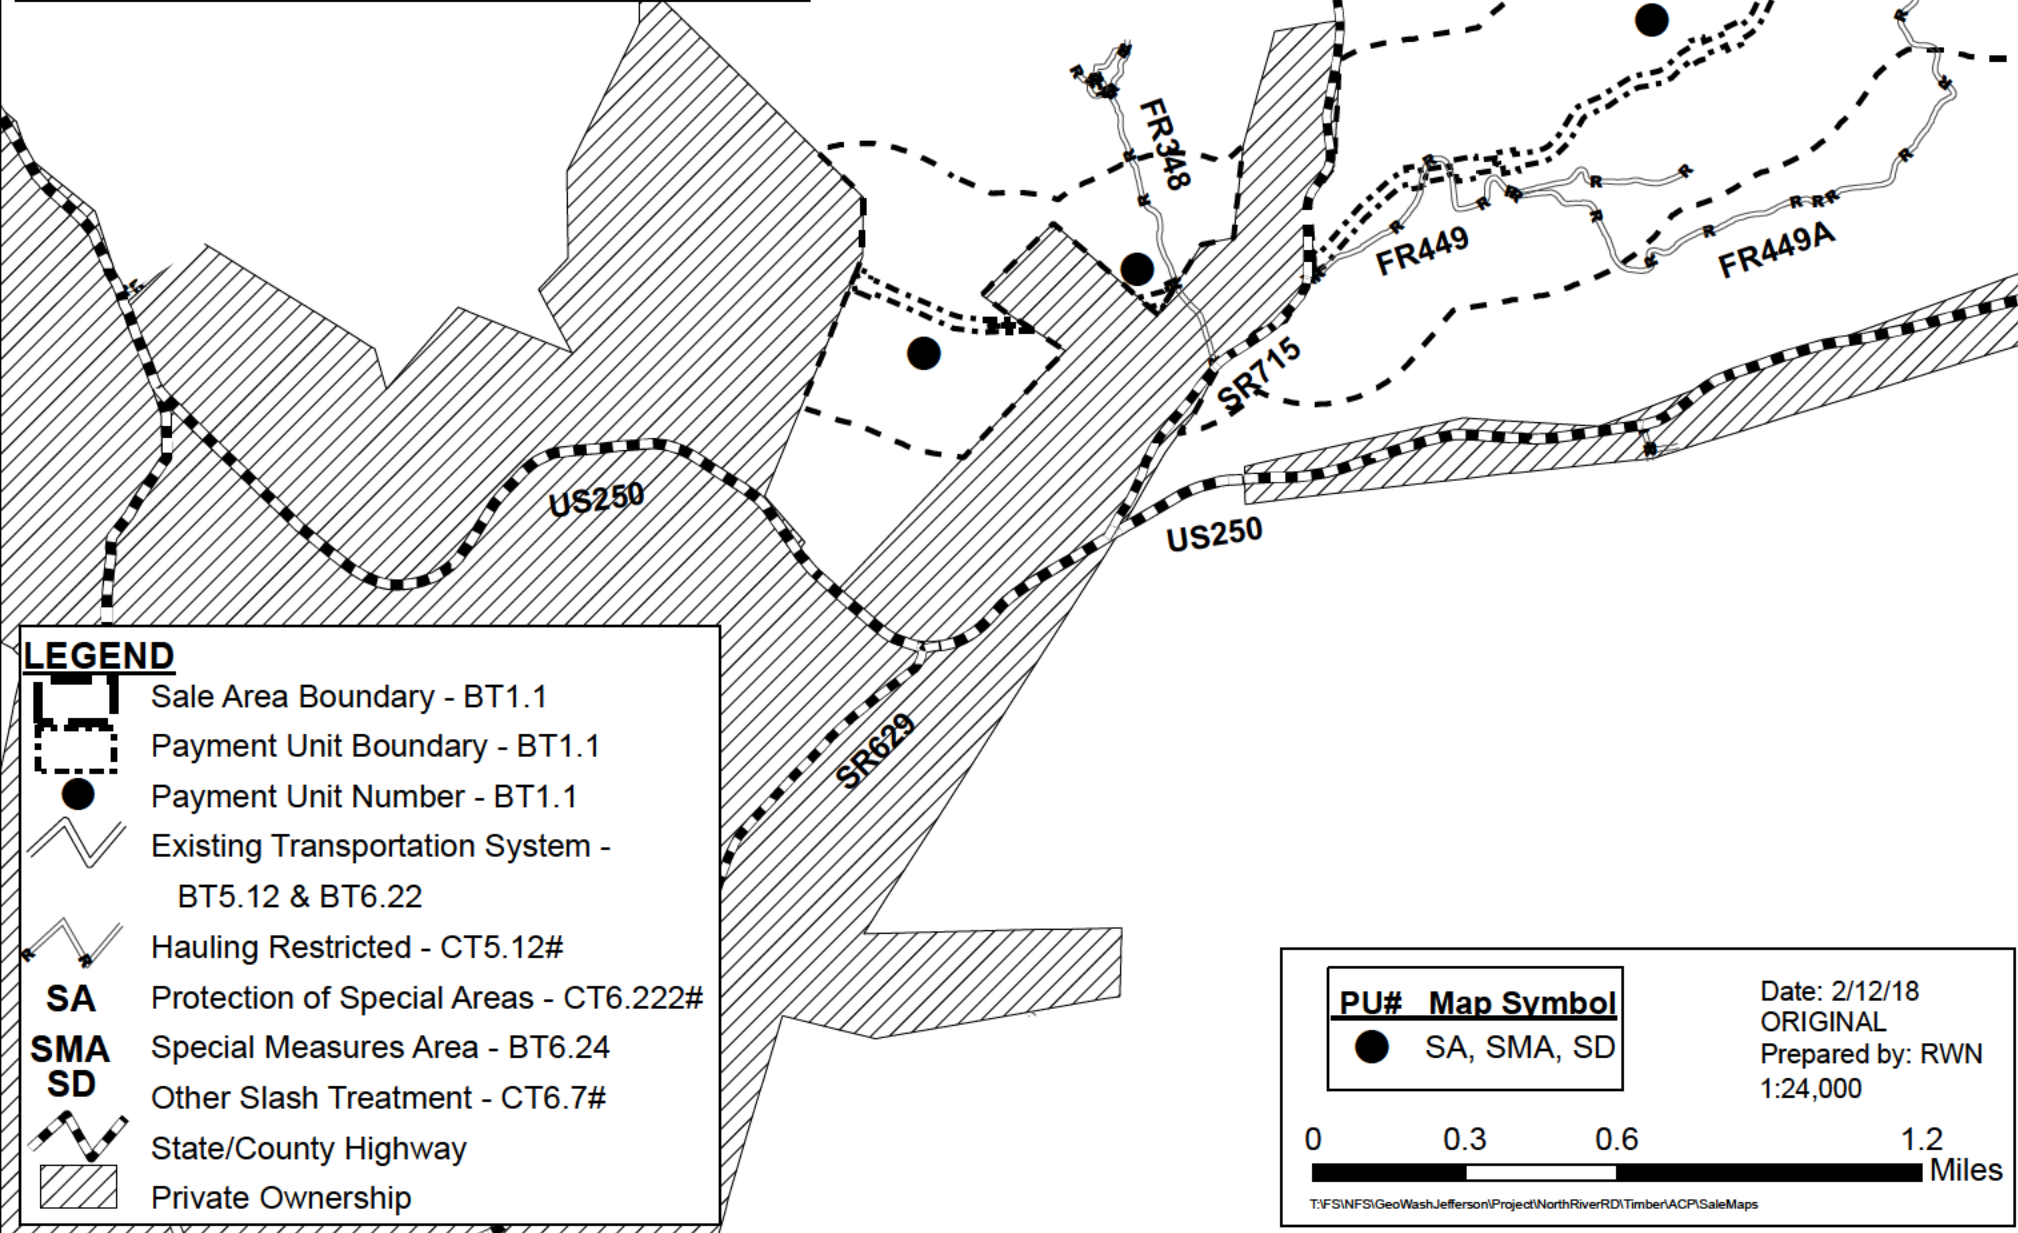 FR348
FR449
FR449A
SR715
US250
US250
SR629
LEGEND
Sale Area Boundary - BT1.1
Payment Unit Boundary - BT1.1
Payment Unit Number - BT1.1
Existing Transportation System -
BT5.12 & BT6.22
R R Hauling Restricted - CT5.12#
SA Protection of Special Areas - CT6.222#
SMA Special Measures Area - BT6.24
SD Other Slash Treatment - CT6.7#
State/County Highway
Private Ownership
PU# Map Symbol
SA, SMA, SD
Date: 2/12/18
ORIGINAL
Prepared by: RWN
1:24,000
0 0.3 0.6 1.2
Miles
T:\FS\NFS\GeoWashJefferson\Project\NorthRiverRD\Timber\ACP\SaleMaps